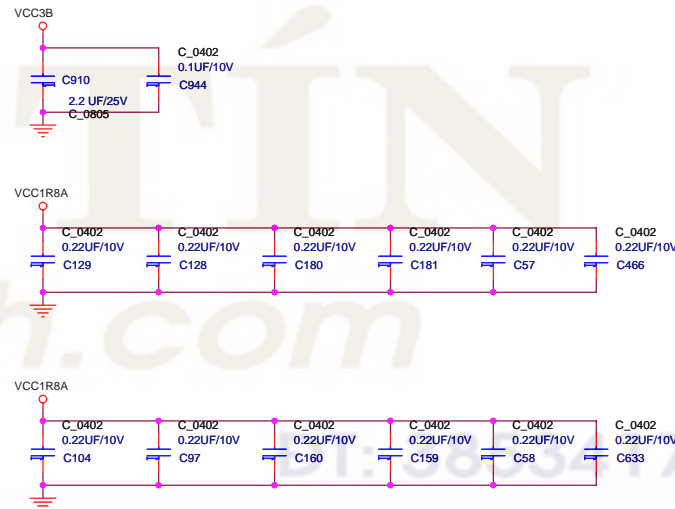 VCC3B
C_0402
0.1UF/10V
C910
C944
2.2 UF/25V
C_0805
TÍN
VCC1R8A
C_0402 C_0402 C_0402 C_0402 C_0402 C_0402
0.22UF/10V 0.22UF/10V 0.22UF/10V 0.22UF/10V 0.22UF/10V 0.22UF/10V
C129 C128 C180 C181 C57 C466
h.com
VCC1R8A
C_0402 C_0402 C_0402 C_0402 C_0402 C_0402
0.22UF/10V 0.22UF/10V 0.22UF/10V 0.22UF/10V 0.22UF/10V 0.22UF/10V
C104 C97 C160 C159 C58 C633